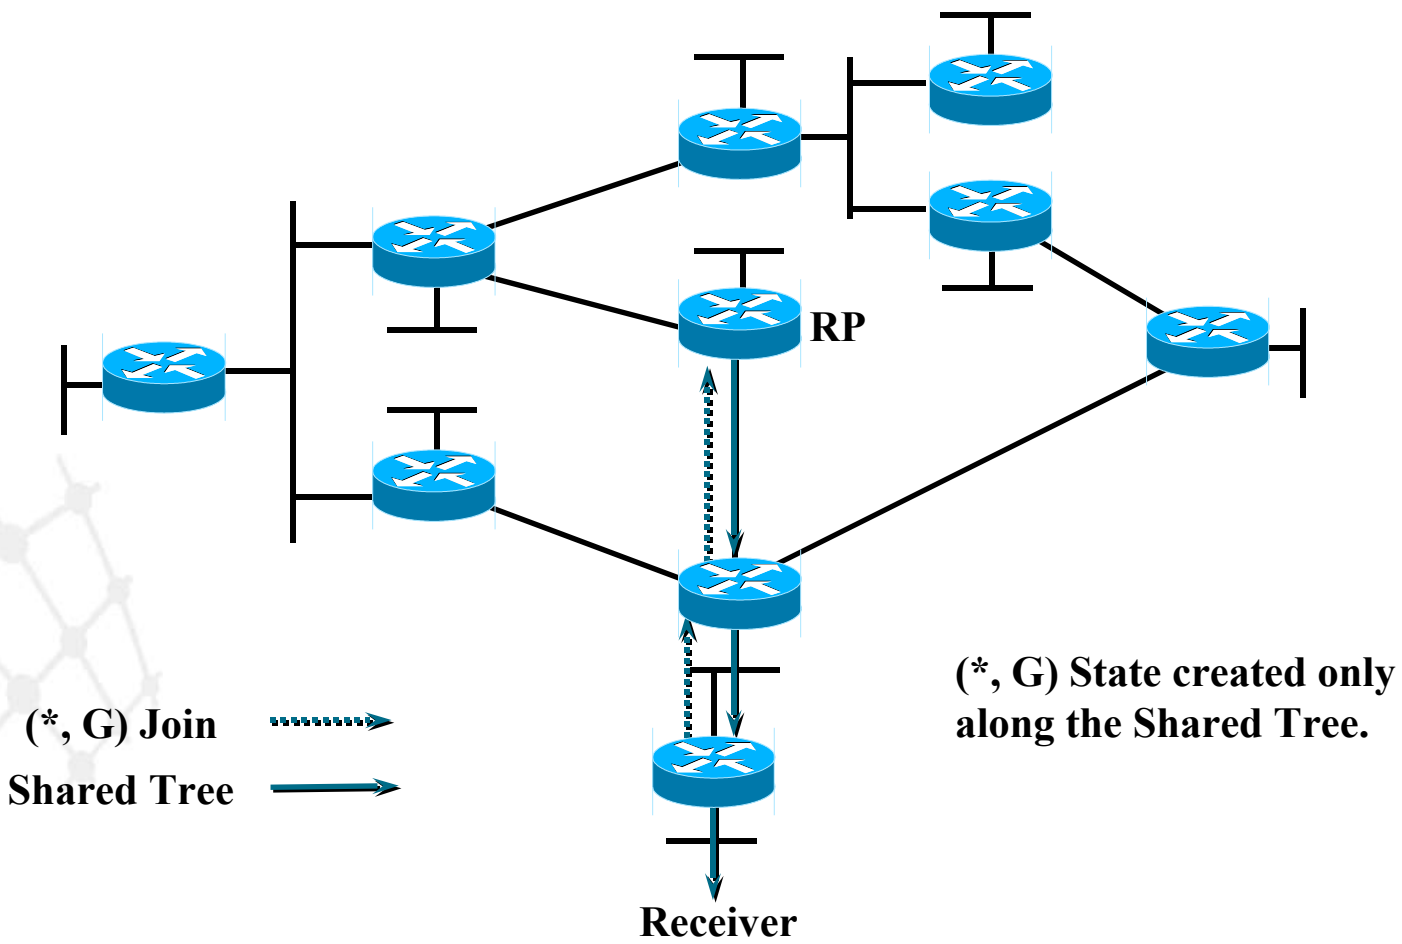 RP
(*, G) State created only
along the Shared Tree.
(*, G) Join
Shared Tree
Receiver